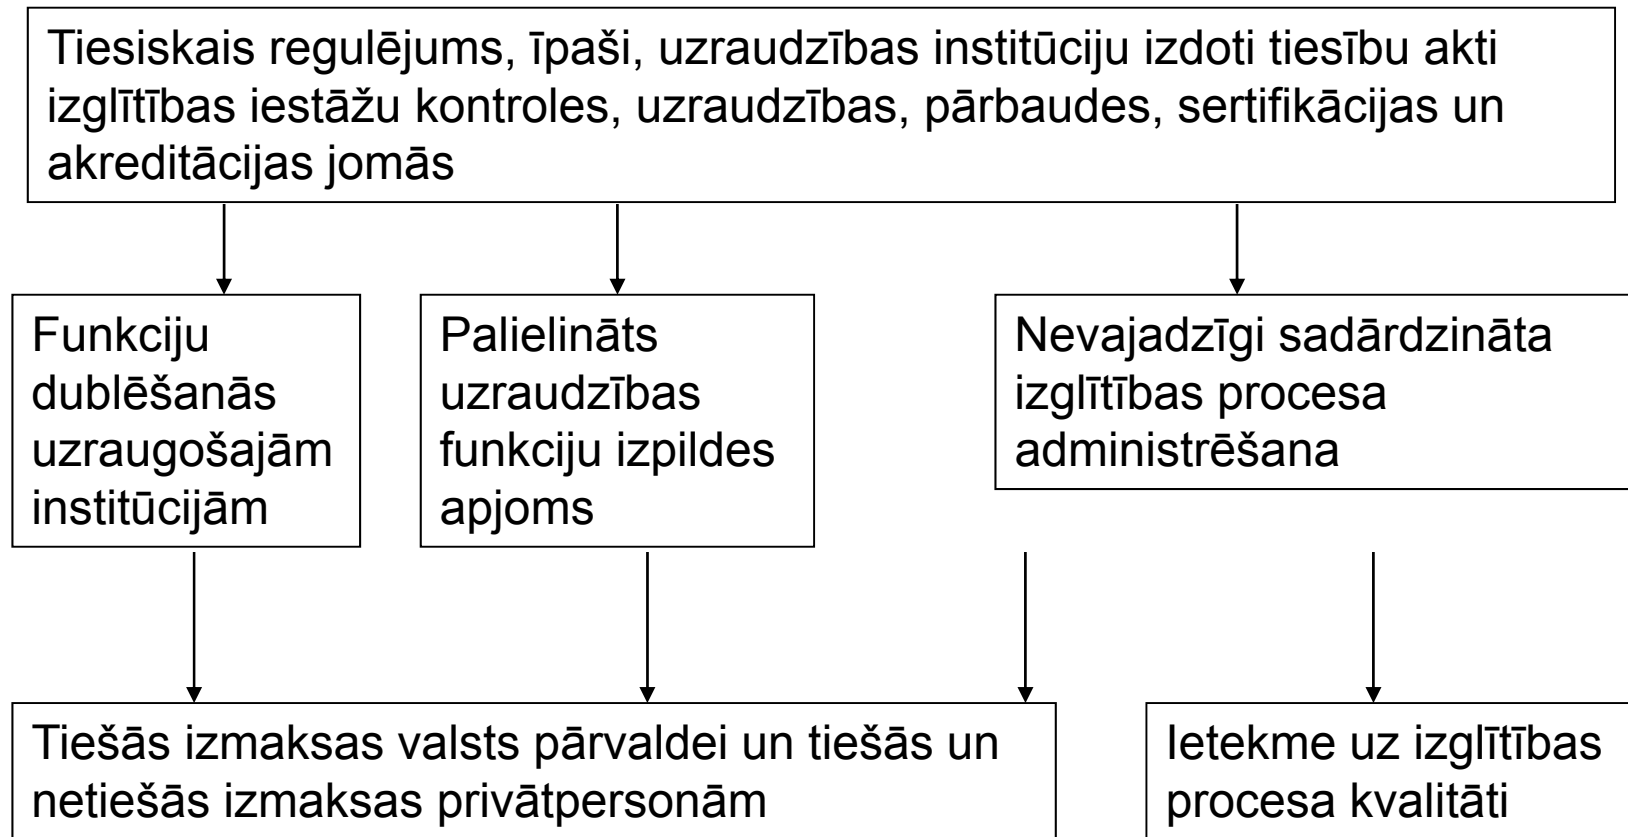 Tiesiskais regulējums, īpaši, uzraudzības institūciju izdoti tiesību akti
izglītības iestāžu kontroles, uzraudzības, pārbaudes, sertifikācijas un
akreditācijas jomās
Funkciju
dublēšanās
uzraugošajām
institūcijām
Palielināts
uzraudzības
funkciju izpildes
apjoms
Nevajadzīgi sadārdzināta
izglītības procesa
administrēšana
Tiešās izmaksas valsts pārvaldei un tiešās un
netiešās izmaksas privātpersonām
Ietekme uz izglītības
procesa kvalitāti